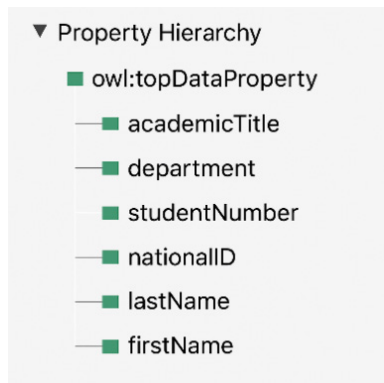 Property Hierarchy
owl:topDataProperty
academicTitle
department
studentNumber
nationalID
lastName
firstName